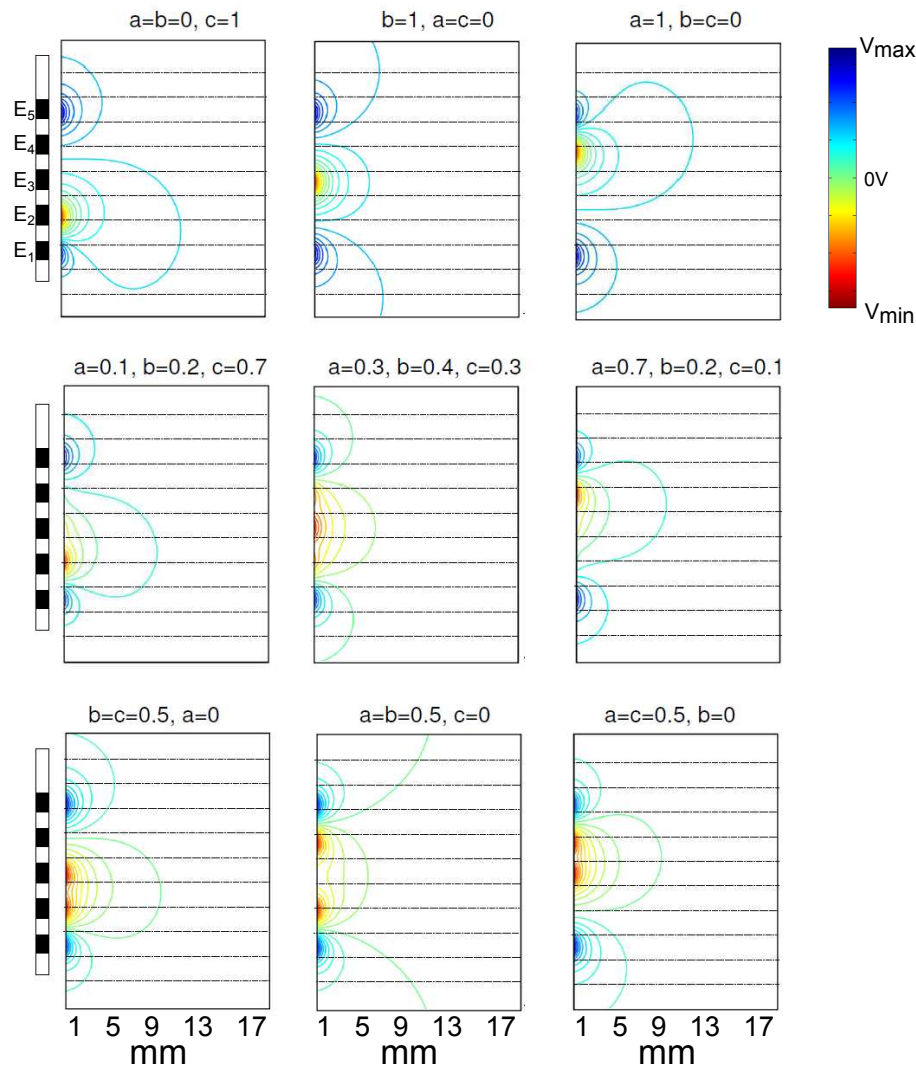 a=b=0, c=1
b=1, a=c=0
a=1, b=c=0
Vmax
0V
Vmin
E5
E4
E3
E2
E1
a=0.1, b=0.2, c=0.7
a=0.3, b=0.4, c=0.3
a=0.7, b=0.2, c=0.1
b=c=0.5, a=0
a=b=0.5, c=0
a=c=0.5, b=0
1 5 9 13 17
mm
1 5 9 13 17
mm
1 5 9 13 17
mm